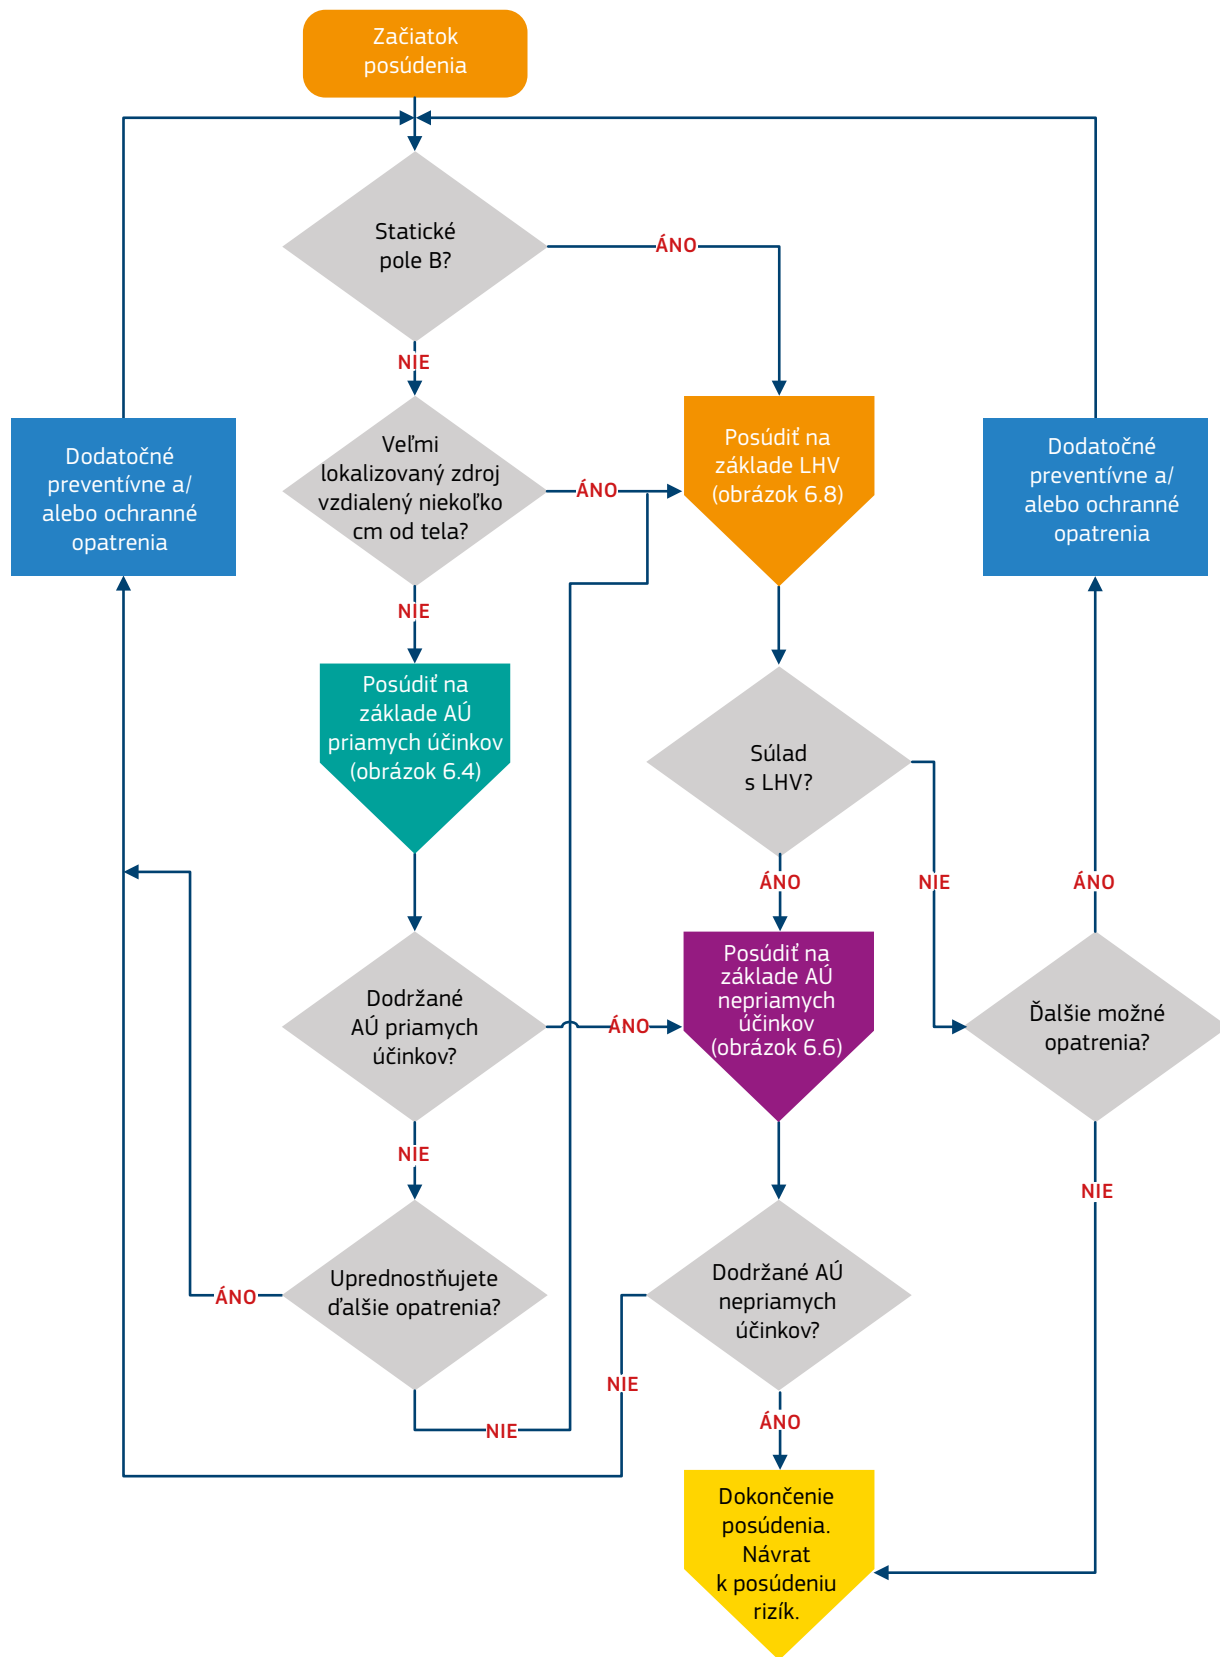 Začiatok
posúdenia
Statické
pole B?
ÁNO
NIE
Veľmi
lokalizovaný zdroj
vzdialený niekoľko
cm od tela?
ÁNO
NIE
Posúdiť na
základe LHV
(obrázok 6.8)
Dodatočné
preventívne a/
alebo ochranné
opatrenia
Dodatočné
preventívne a/
alebo ochranné
opatrenia
Posúdiť na
základe AÚ
priamych účinkov
(obrázok 6.4)
Súlad
s LHV?
ÁNO
NIE
ÁNO
Dodržané
AÚ priamych
účinkov?
ÁNO
NIE
Posúdiť na
základe AÚ
nepriamych
účinkov
(obrázok 6.6)
Ďalšie možné
opatrenia?
NIE
Uprednostňujete
ďalšie opatrenia?
ÁNO
NIE
Dodržané AÚ
nepriamych
účinkov?
NIE
ÁNO
Dokončenie
posúdenia.
Návrat
k posúdeniu
rizík.